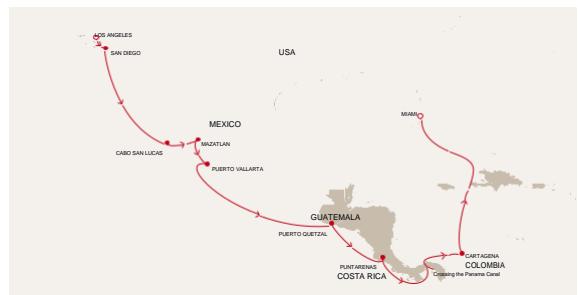 LOS ANGELES
SAN DIEGO
USA
MIAMI
MEXICO
MAZATLAN
CABO SAN LUCAS
PUERTO VALLARTA
GUATEMALA
PUERTO QUETZAL
CARTAGENA
PUNTARENAS
COLOMBIA
COSTA RICA
Crossing the Panama Canal